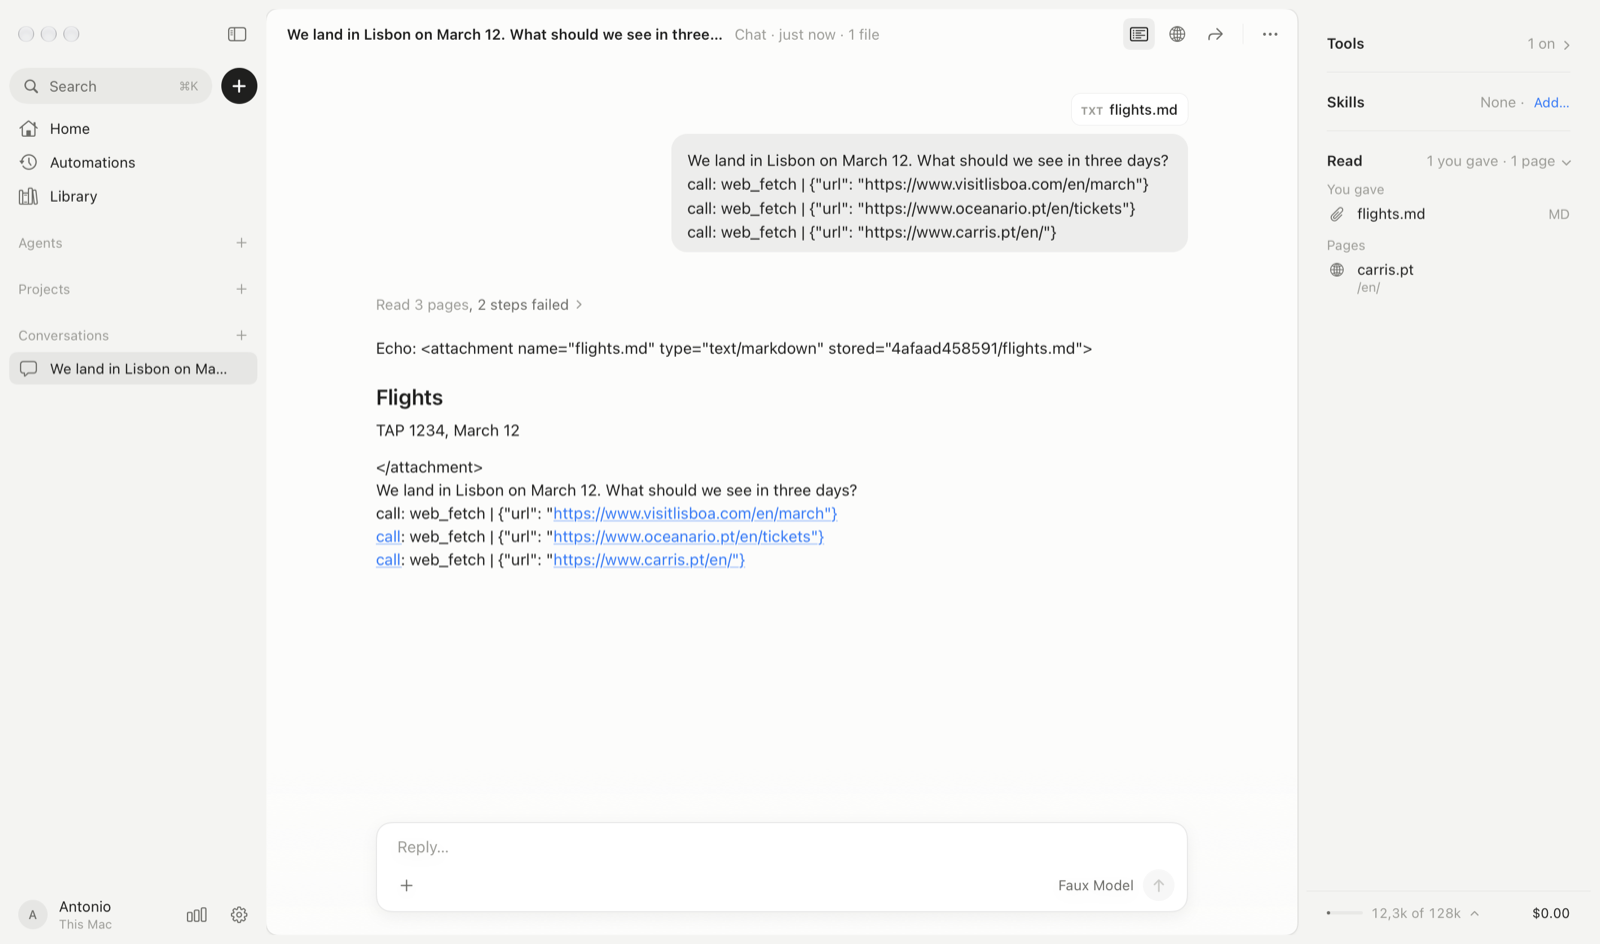 Search ⌘K
Home
Automations
Library
Agents
Projects
Conversations
We land in Lisbon on Ma...
A
Antonio
This Mac
We land in Lisbon on March 12. What should we see in three... Chat · just now · 1 file
TXT flights.md
We land in Lisbon on March 12. What should we see in three days?
call: web_fetch | {"url": "https://www.visitlisboa.com/en/march"}
call: web_fetch | {"url": "https://www.oceanario.pt/en/tickets"}
call: web_fetch | {"url": "https://www.carris.pt/en/"}
Read 3 pages, 2 steps failed
Echo: <attachment name="flights.md" type="text/markdown" stored="4afaad458591/flights.md">
Flights
TAP 1234, March 12
</attachment>
We land in Lisbon on March 12. What should we see in three days?
call: web_fetch | {"url": "https://www.visitlisboa.com/en/march"}
call: web_fetch | {"url": "https://www.oceanario.pt/en/tickets"}
call: web_fetch | {"url": "https://www.carris.pt/en/"}
Reply...
Faux Model
Tools 1 on
Skills None · Add...
Read 1 you gave · 1 page
You gave
flights.md MD
Pages
carris.pt
/en/
12,3k of 128k $0.00